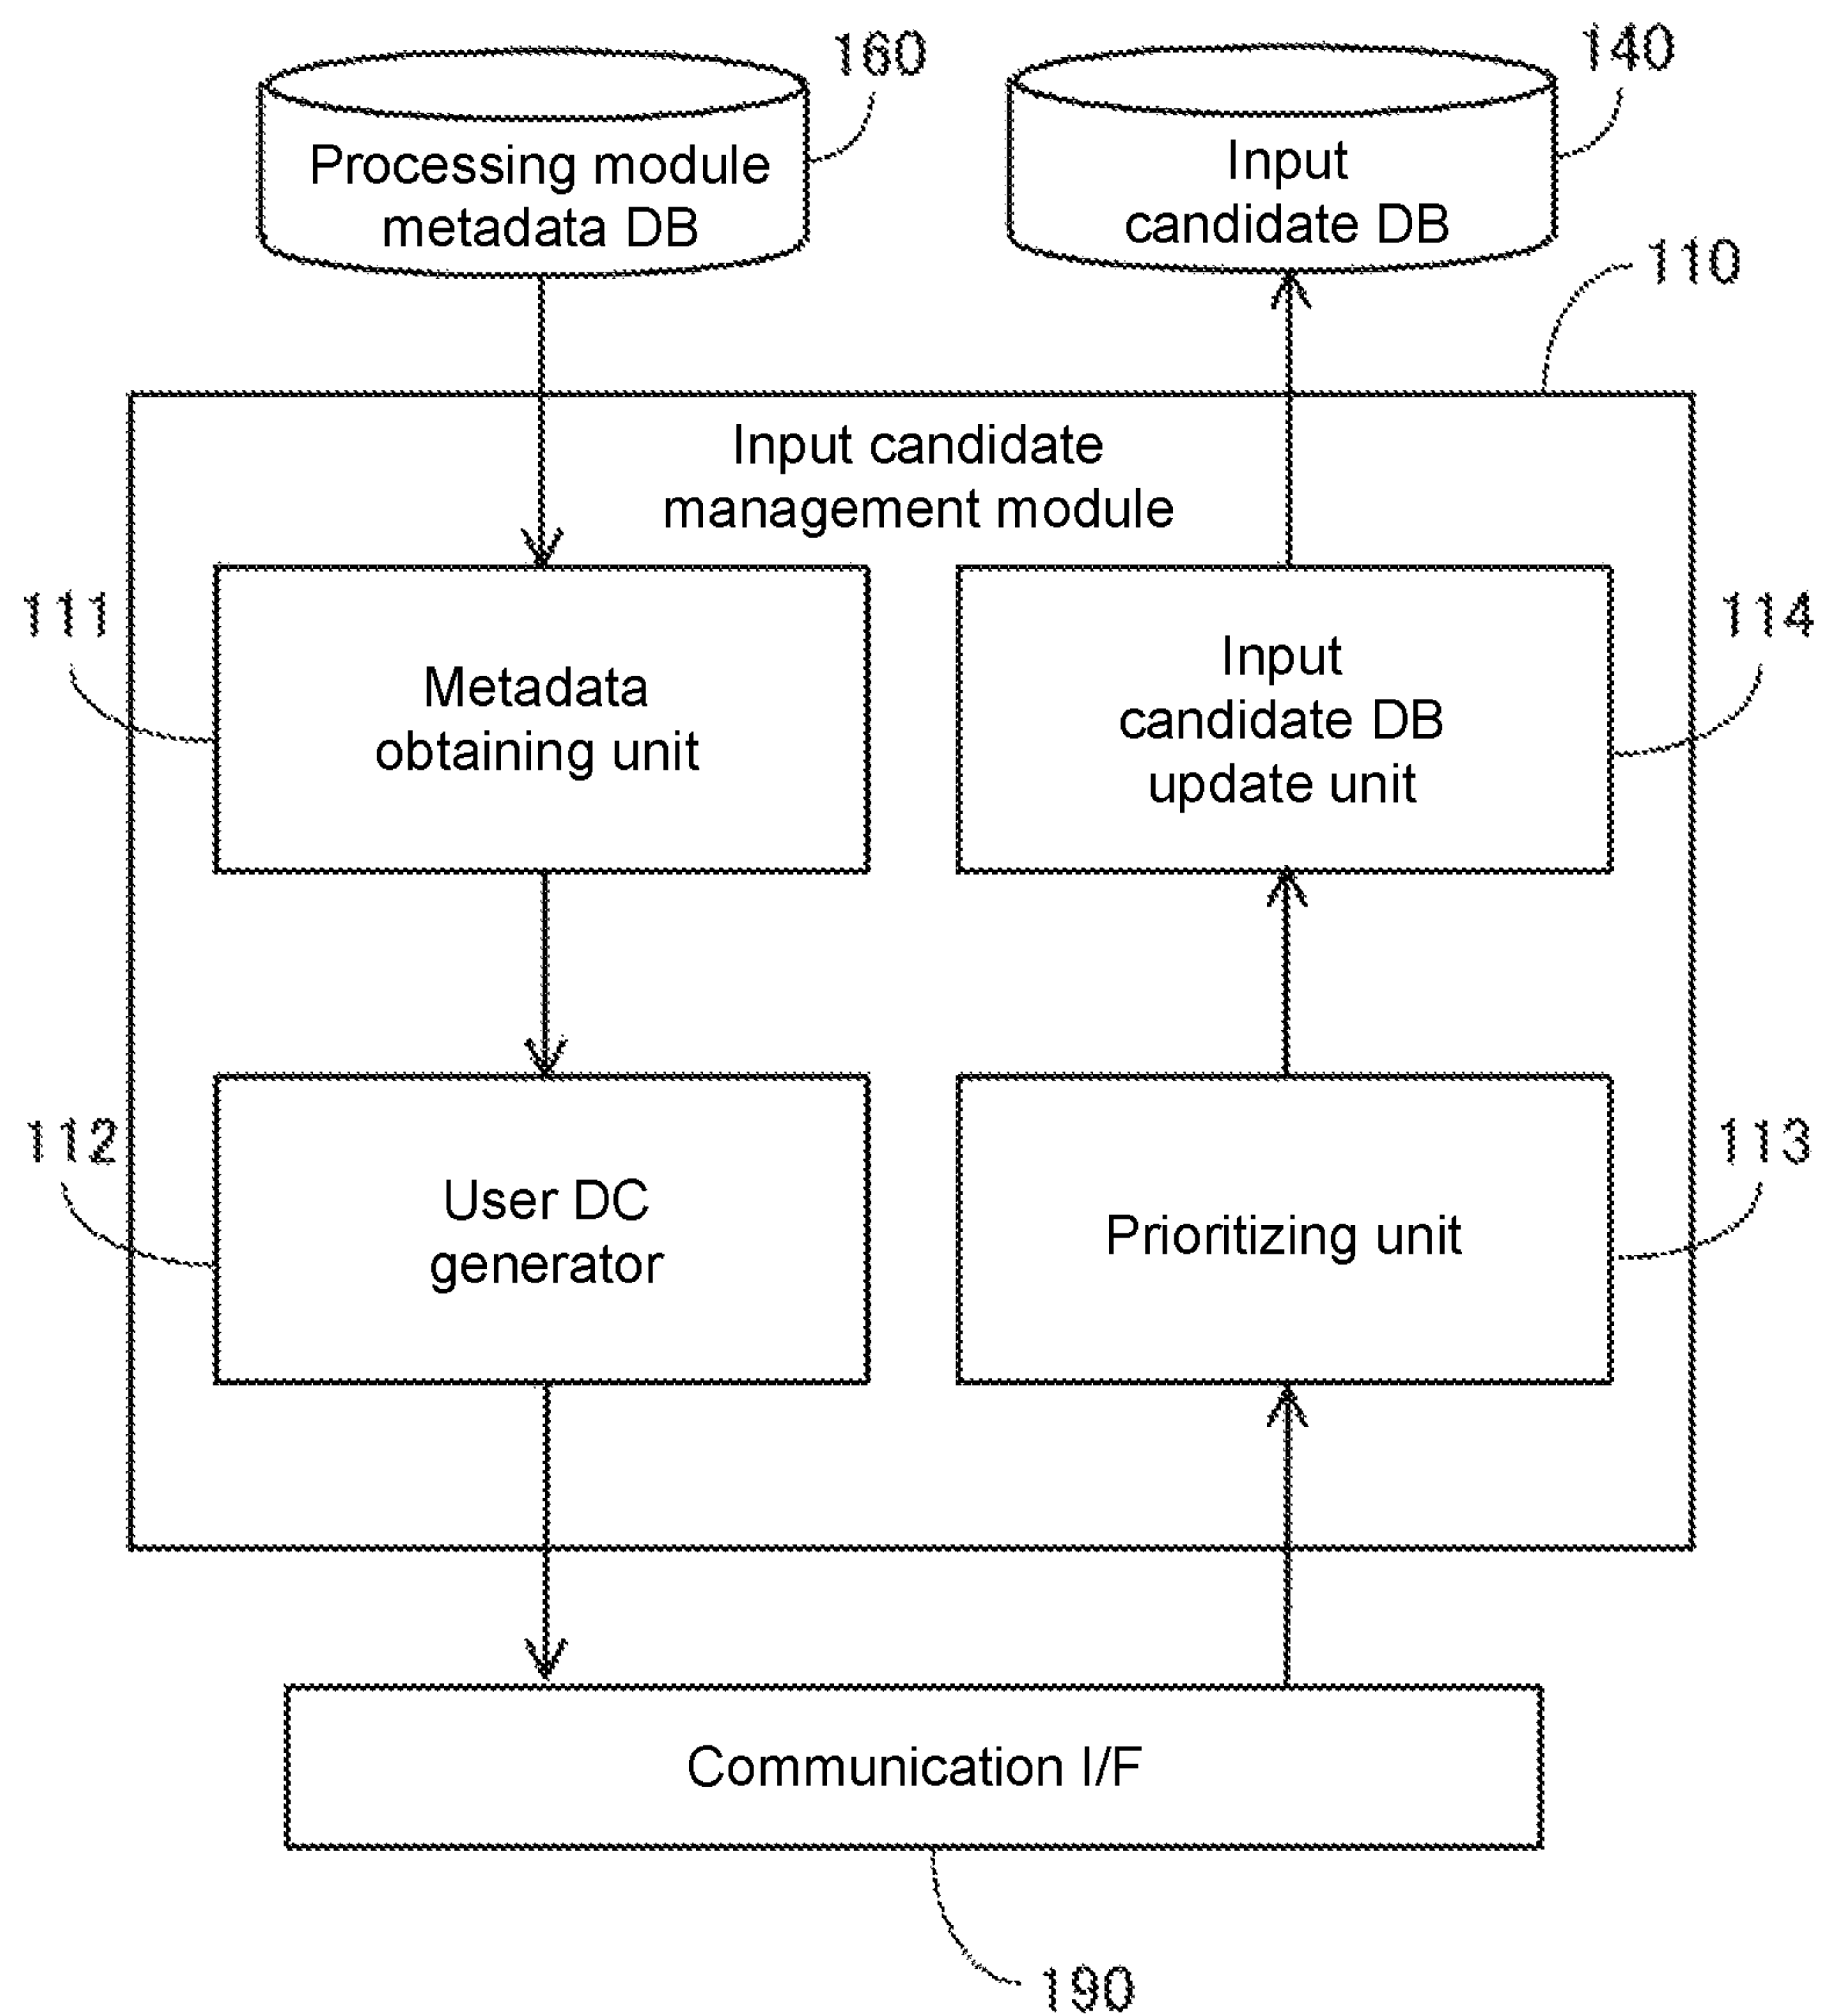 160
140
Processing module
metadata DB
Input
candidate DB
110
Input candidate
management module
111
Metadata
obtaining unit
Input
candidate DB
update unit
114
112
User DC
generator
Prioritizing unit
113
Communication I/F
190